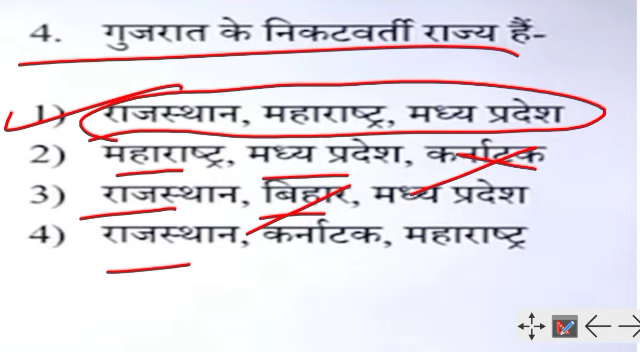 4. गुजरात के निकटवर्ती राज्य हैं-
1) राजस्थान, महाराष्ट्र, मध्य प्रदेश
2) महाराष्ट्र, मध्य प्रदेश, कर्नाटक
3) राजस्थान, बिहार, मध्य प्रदेश
4) राजस्थान, कर्नाटक, महाराष्ट्र